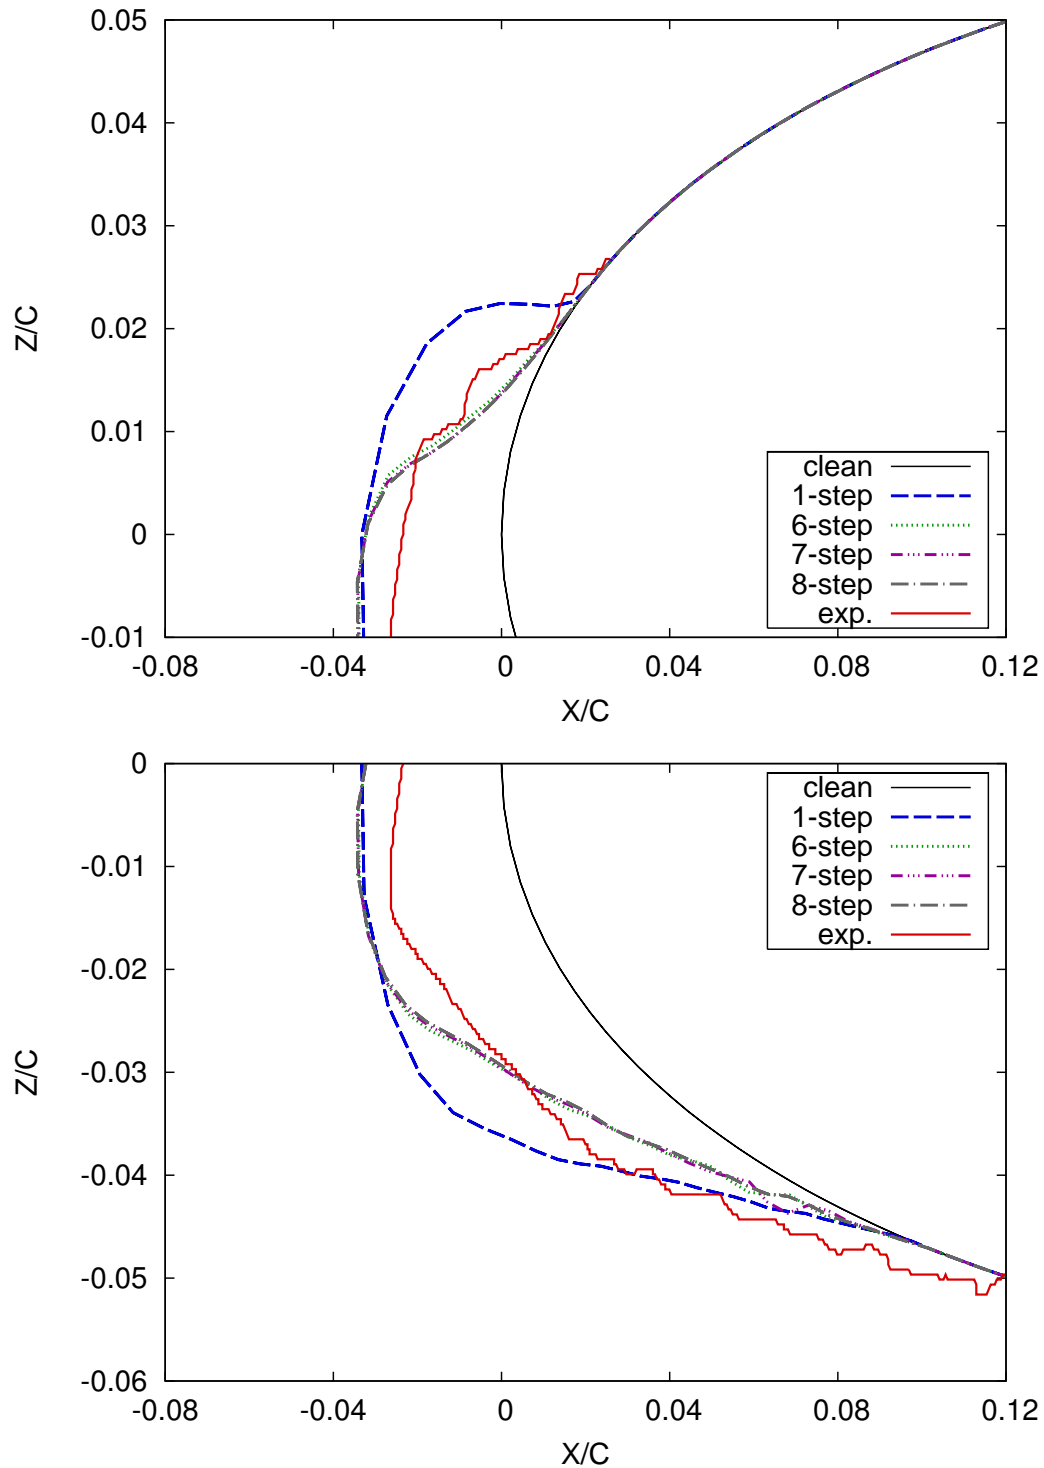 0.05
0.04
0.03
0.02
0.01
0
-0.01
Z/C
clean
1-step
6-step
7-step
8-step
exp.
-0.08 -0.04 0 0.04 0.08 0.12
X/C
0
-0.01
-0.02
-0.03
-0.04
-0.05
-0.06
Z/C
clean
1-step
6-step
7-step
8-step
exp.
-0.08 -0.04 0 0.04 0.08 0.12
X/C